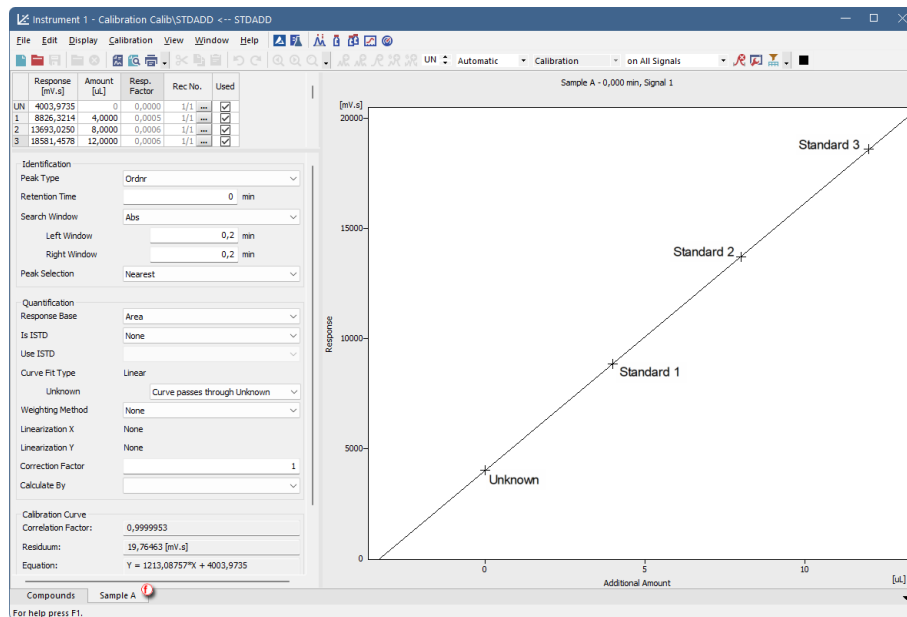 Instrument 1 - Calibration Calib\STDADD <-- STDADD
File Edit Display Calibration View Window Help
UN Automatic Calibration on All Signals
Response [mV.s] Amount [uL] Resp. Factor Rec No. Used
UN 4003,9735 0 0,0000 1/1 ...
1 8826,3214 4,0000 0,0005 1/1 ...
2 13693,0250 8,0000 0,0006 1/1 ...
3 18581,4578 12,0000 0,0006 1/1 ...
Identification
Peak Type Ordnr
Retention Time 0 min
Search Window Abs
Left Window 0,2 min
Right Window 0,2 min
Peak Selection Nearest
Quantification
Response Base Area
Is ISTD None
Use ISTD
Curve Fit Type Linear
Unknown Curve passes through Unknown
Weighting Method None
Linearization X None
Linearization Y None
Correction Factor 1
Calculate By
Calibration Curve
Correlation Factor: 0,9999953
Residuum: 19,76463 [mV.s]
Equation: Y = 1213,08757*X + 4003,9735
Sample A - 0,000 min, Signal 1
[mV.s]
20000
Standard 3
15000
Standard 2
Response
10000
Standard 1
5000
Unknown
0
0 5 10
Additional Amount [uL]
Compounds Sample A f
For help press F1.